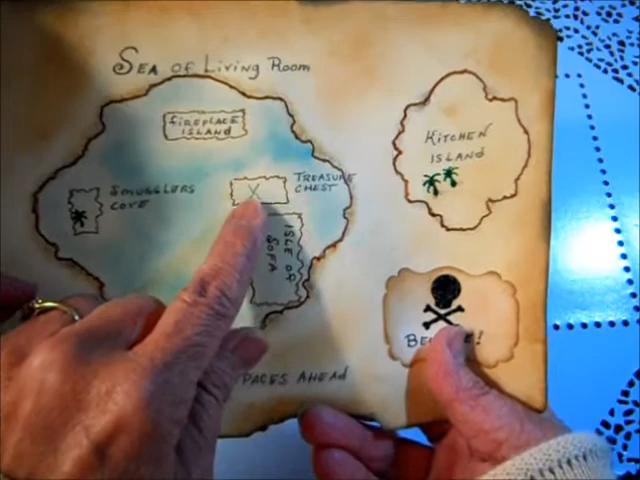 Sea of Living Room
Fireplace
Island
Smugglers
Cove
X
Treasure
Chest
Isle of
Sofa
Kitchen
Island
paces Ahead